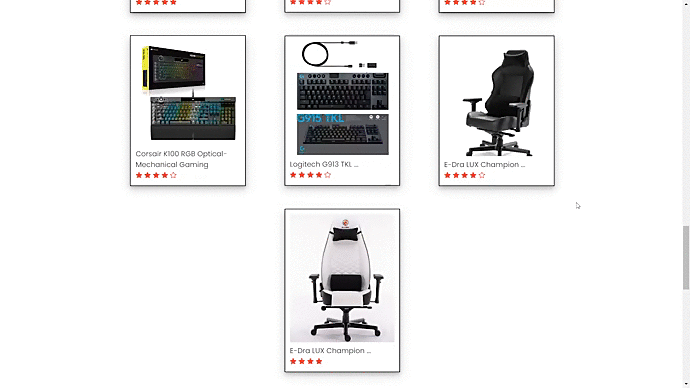 Corsair K100 RGB Optical-
Mechanical Gaming
G915 TKL
Logitech G913 TKL ...
E-Dra LUX Champion ...
E-Dra LUX Champion ...